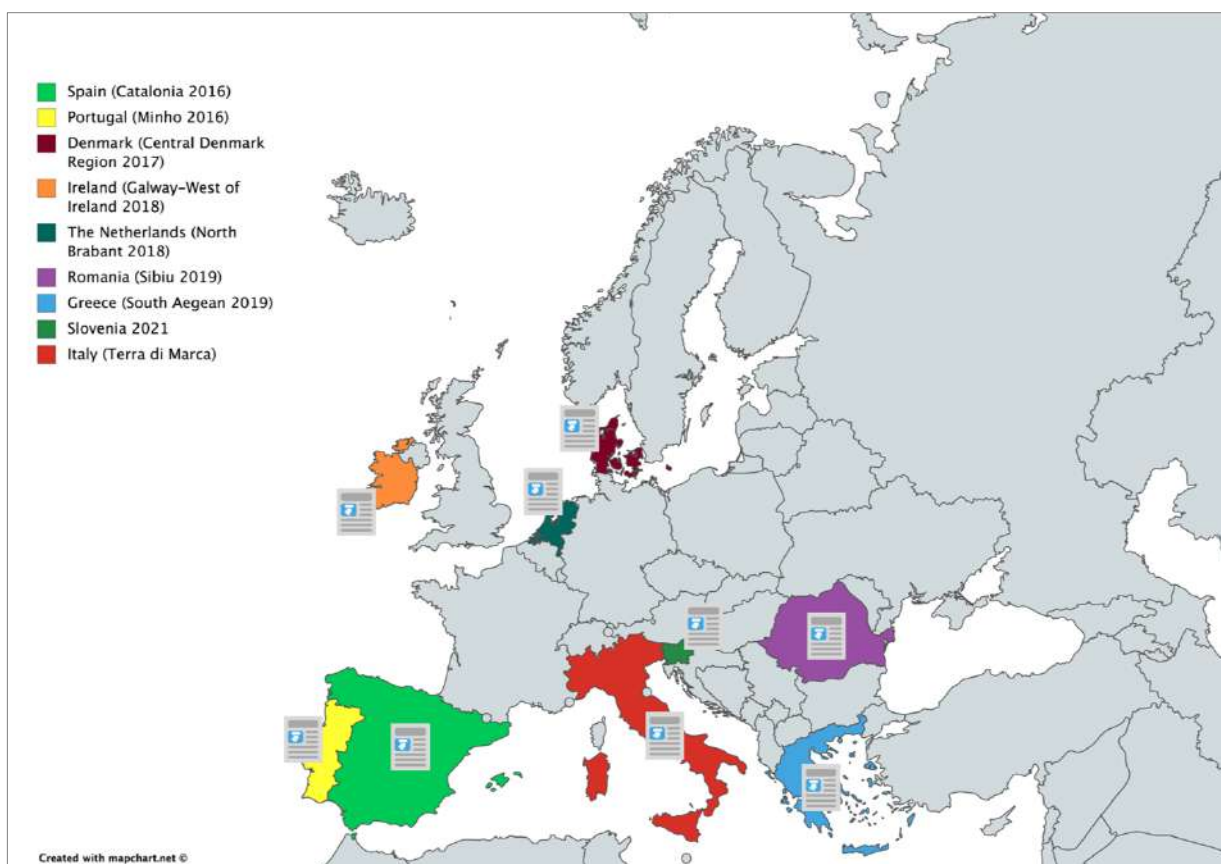 Spain (Catalonia 2016)
Portugal (Minho 2016)
Denmark (Central Denmark
Region 2017)
Ireland (Galway-West of
Ireland 2018)
The Netherlands (North
Brabant 2018)
Romania (Sibiu 2019)
Greece (South Aegean 2019)
Slovenia 2021
Italy (Terra di Marca)
Created with mapchart.net ©